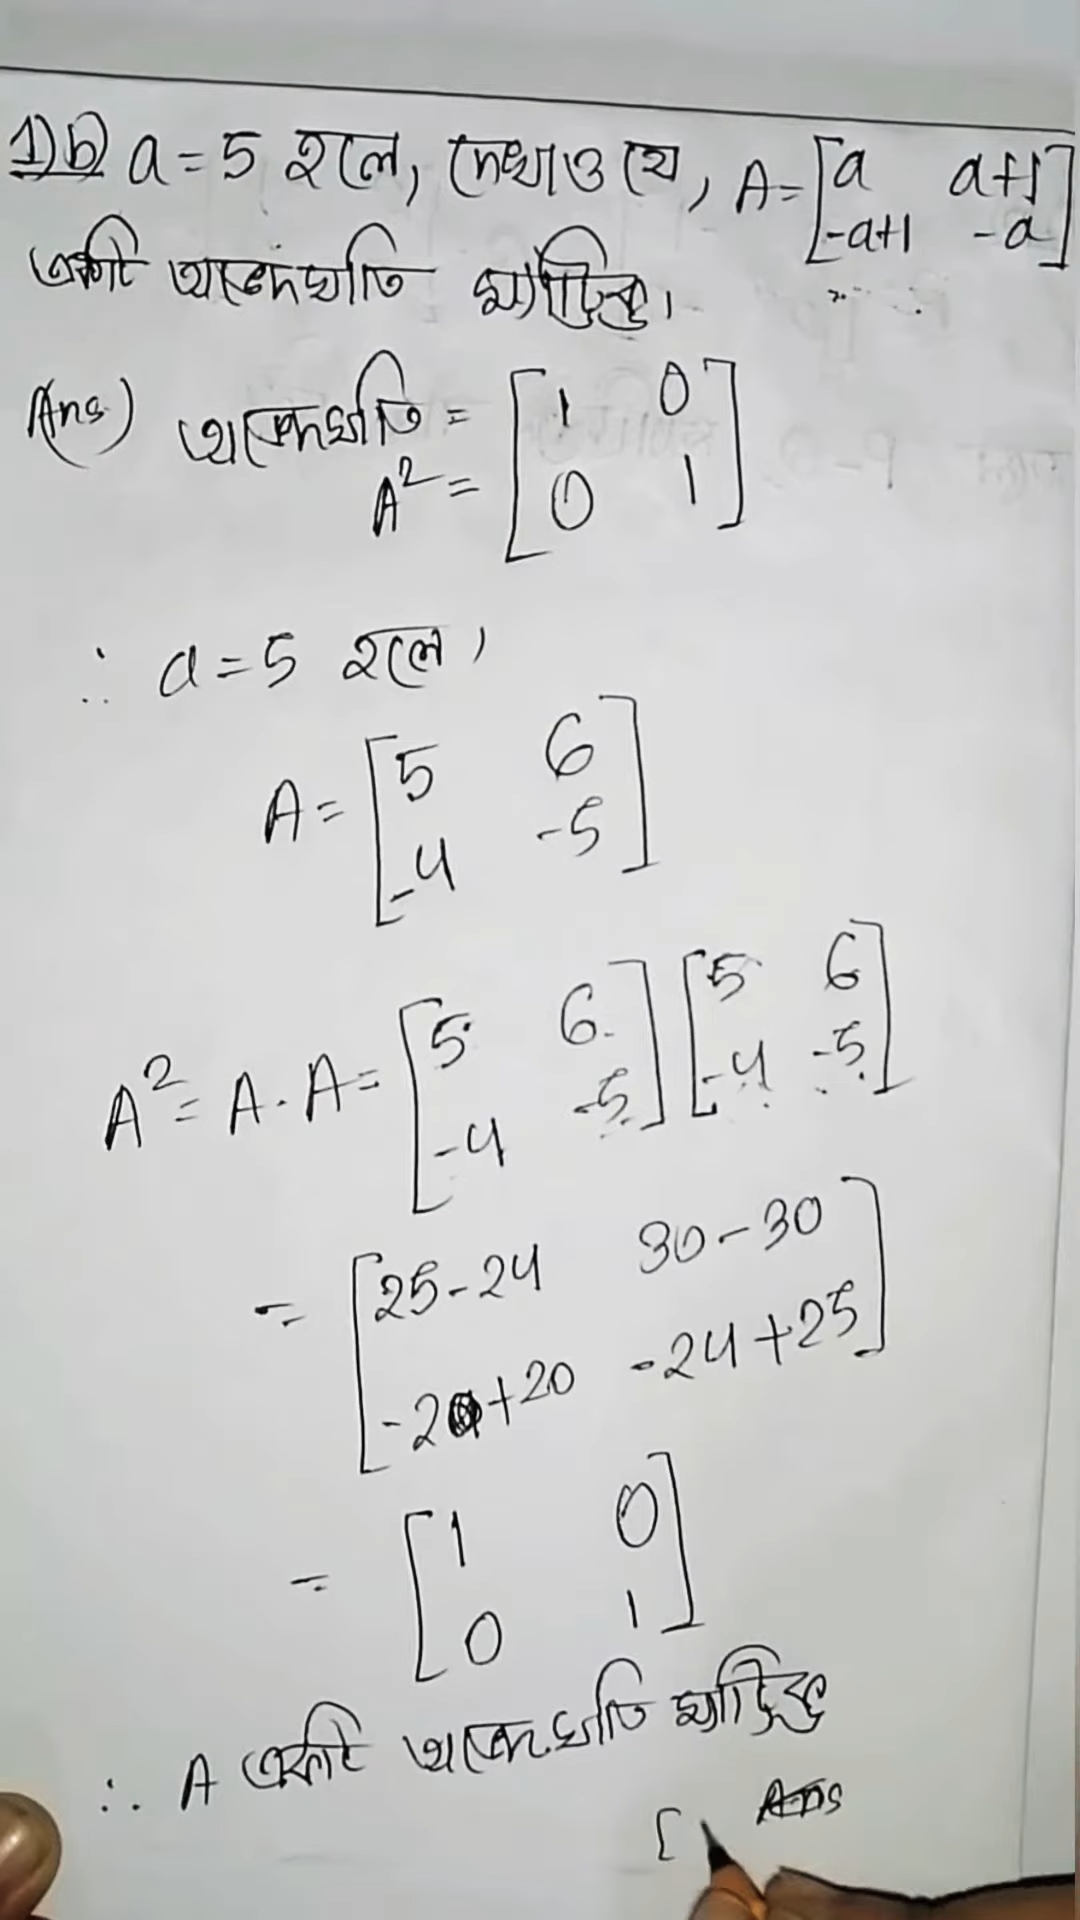 1)b) a=5 হলে, দেখাও যে, A=[a a+1
-a+1 -a]
একটি অভেদঘাতি ম্যাট্রিক্স।
Ans) অভেদঘাতি = [1 0
A²= 0 1]
∴ a=5 হলে,
A=[5 6
-4 -5]
A²=A.A=[5 6
-4 -5][5 6
-4 -5]
= [25-24 30-30
-20+20 -24+25]
= [1 0
0 1]
∴ A একটি অভেদঘাতি ম্যাট্রিক্স
Ans
[